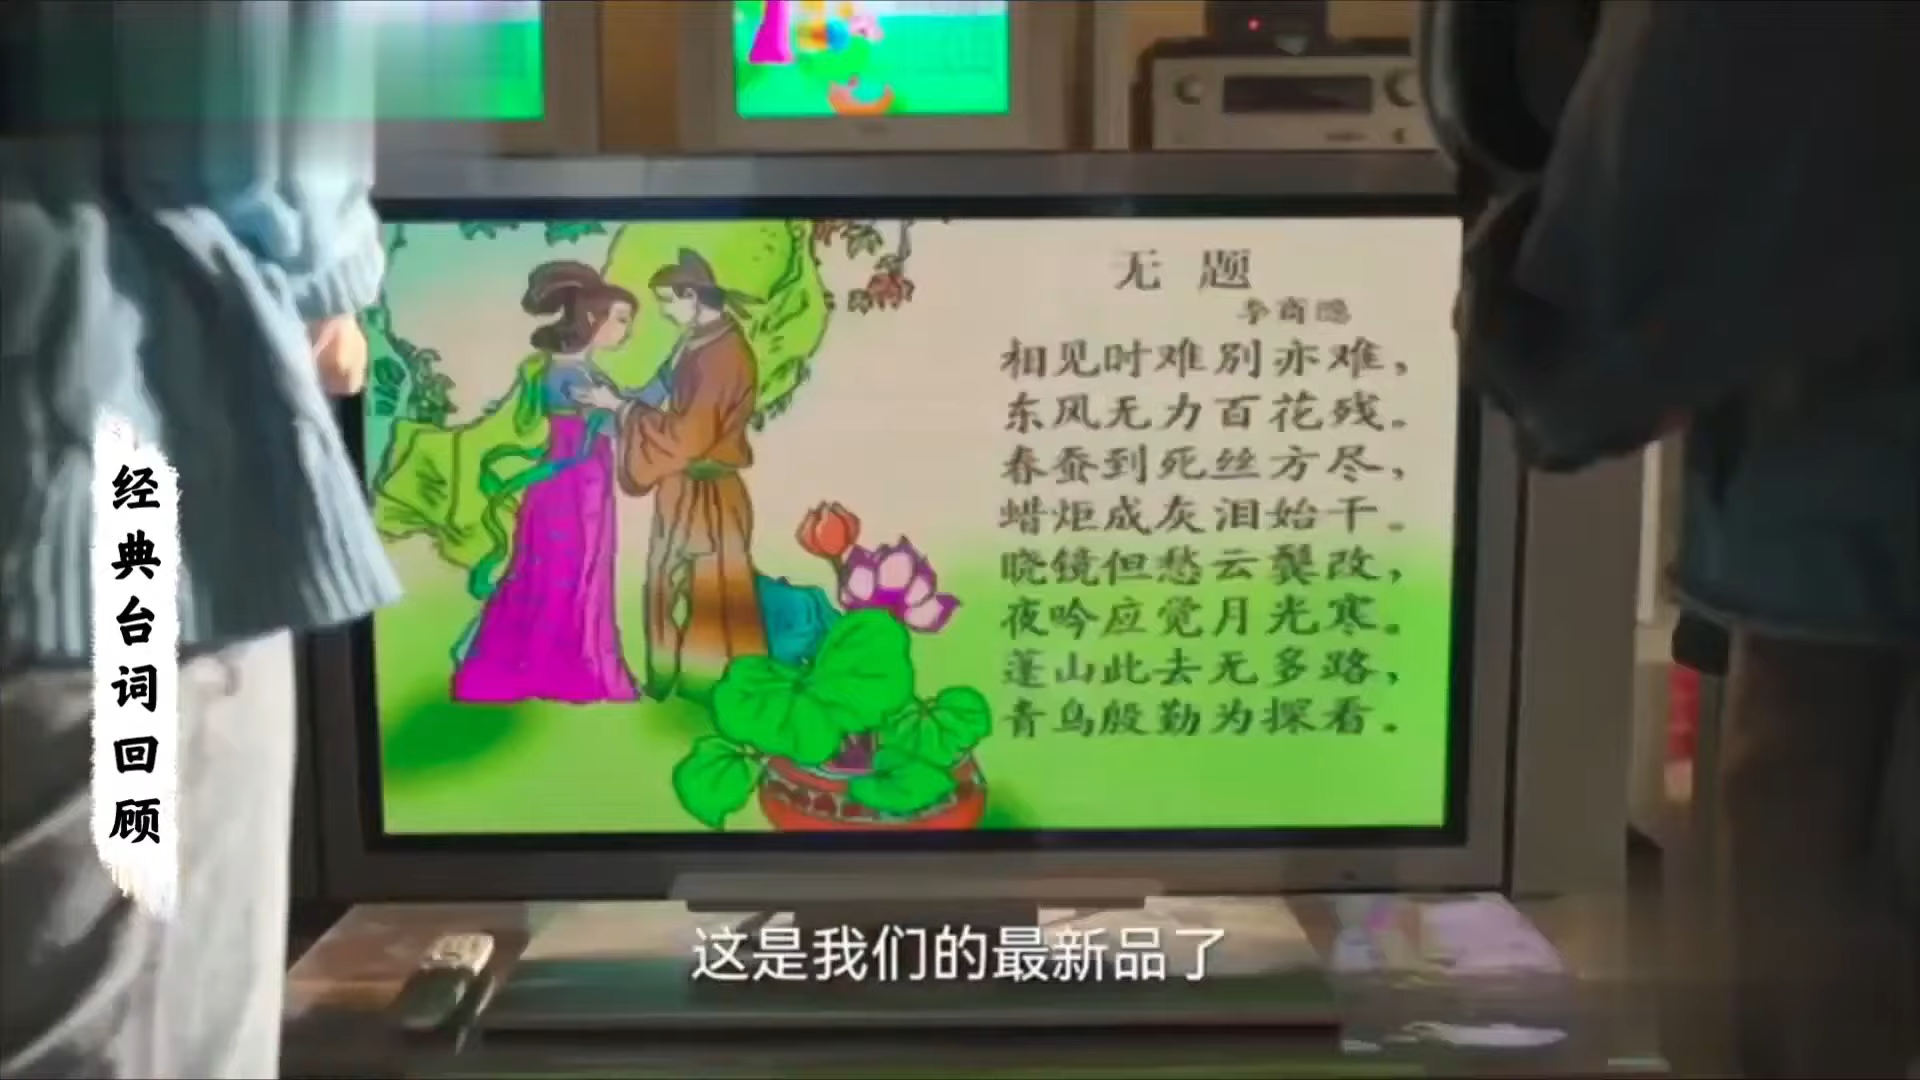 无题
李商隐
相见时难别亦难，
东风无力百花残。
春蚕到死丝方尽，
蜡炬成灰泪始干。
晓镜但愁云鬓改，
夜吟应觉月光寒。
蓬山此去无多路，
青鸟殷勤为探看。
经典台词回顾
这是我们的最新品了